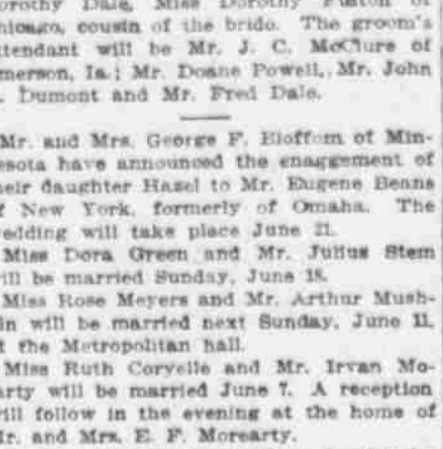 orothy Dale, Miss Dorothy of
hicago, cousin of the bride. The groom's
ttendant will be Mr. J. C. McClure of
merson, Ia.; Mr. Doane Powell, Mr. John
. Dumont and Mr. Fred Dale.
Mr. and Mrs. George F. Hoffom of Min-
esota have announced the enaggement of
heir daughter Hazel to Mr. Eugene Benns
f New York, formerly of Omaha. The
edding will take place June 21.
Miss Dora Green and Mr. Julius Stem
ill be married Sunday, June 18.
Miss Rose Meyers and Mr. Arthur Mush-
in will be married next Sunday, June 11,
t the Metropolitan hall.
Miss Ruth Coryelle and Mr. Irvan Mo-
arty will be married June 7. A reception
ill follow in the evening at the home of
r. and Mrs. E. F. Morearty.